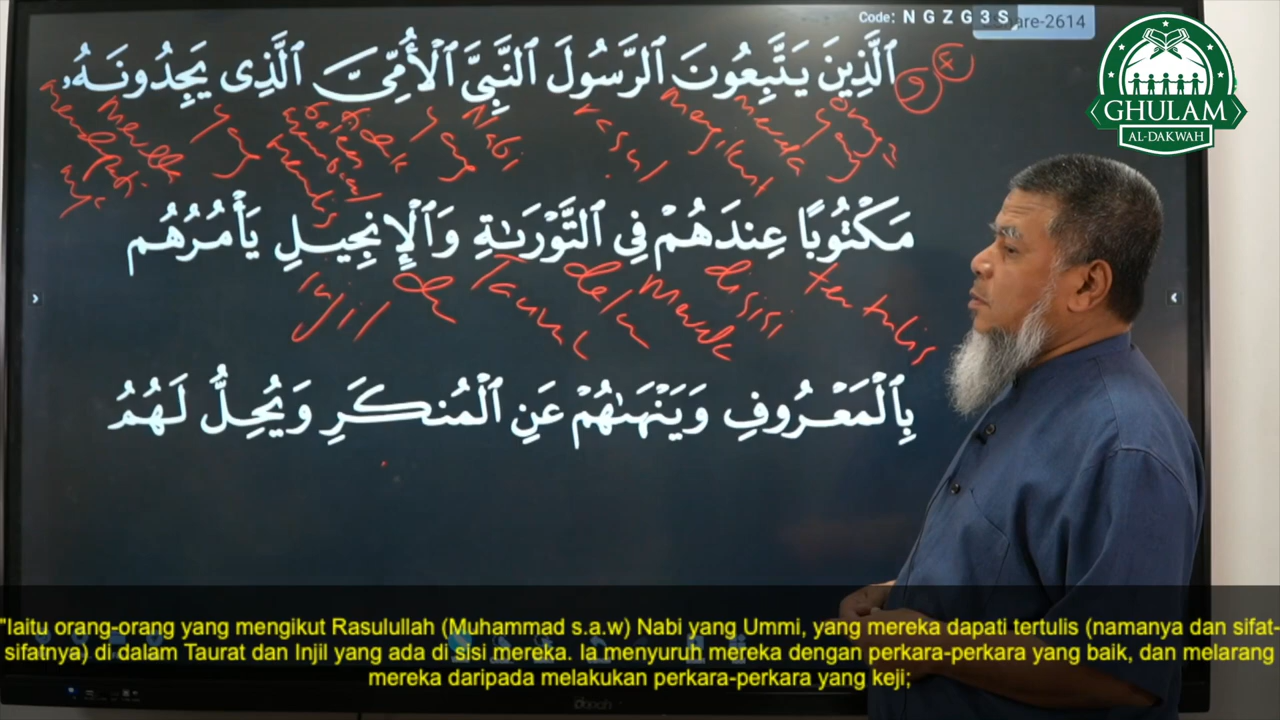 Code: N G Z G 3 S
are-2614
ٱلَّذِينَ يَتَّبِعُونَ ٱلرَّسُولَ ٱلنَّبِيَّ ٱلْأُمِّيَّ ٱلَّذِى يَجِدُونَهُۥ
Nabi
مَكْتُوبًا عِندَهُمْ فِى ٱلتَّوْرَىٰةِ وَٱلْإِنجِيلِ يَأْمُرُهُم
tertulis disisi Mereka dalam Taurat dan injil
بِٱلْمَعْرُوفِ وَيَنْهَىٰهُمْ عَنِ ٱلْمُنكَرِ وَيُحِلُّ لَهُمُ
GHULAM
AL-DAKWAH
"Iaitu orang-orang yang mengikut Rasulullah (Muhammad s.a.w) Nabi yang Ummi, yang mereka dapati tertulis (namanya dan sifat-
sifatnya) di dalam Taurat dan Injil yang ada di sisi mereka. Ia menyuruh mereka dengan perkara-perkara yang baik, dan melarang
mereka daripada melakukan perkara-perkara yang keji;